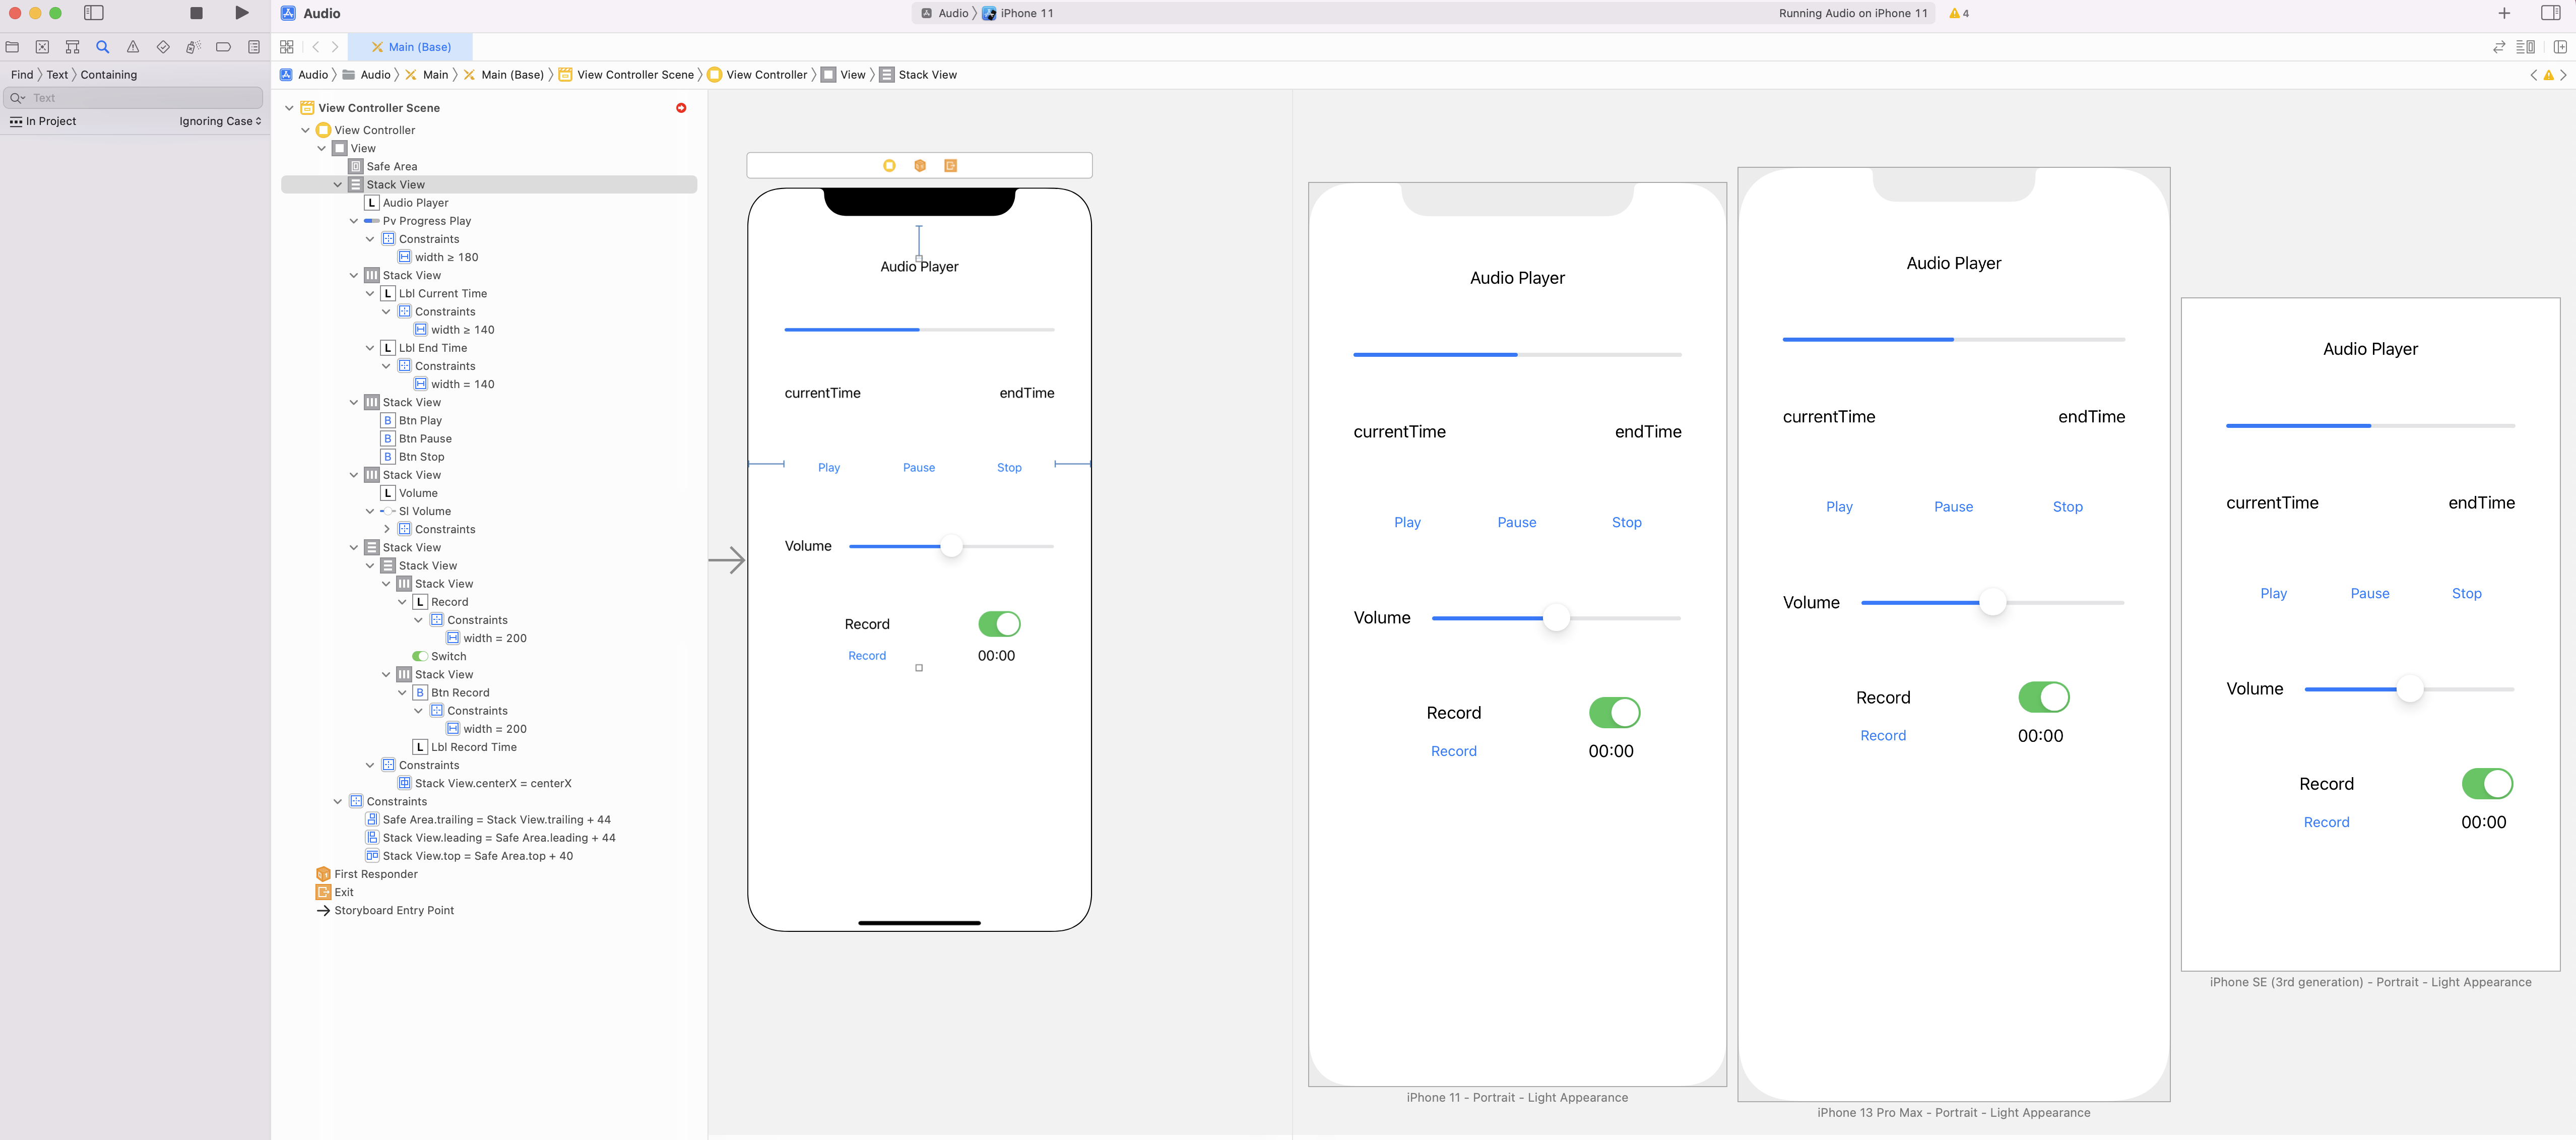 Audio
Audio 〉 iPhone 11
Running Audio on iPhone 11
4
Main (Base)
Find 〉 Text 〉 Containing
Text
In Project
Ignoring Case
Audio 〉 Audio 〉 Main 〉 Main (Base) 〉 View Controller Scene 〉 View Controller 〉 View 〉 Stack View
View Controller Scene
View Controller
View
Safe Area
Stack View
L Audio Player
Pv Progress Play
Constraints
width ≥ 180
Stack View
L Lbl Current Time
Constraints
width ≥ 140
L Lbl End Time
Constraints
width = 140
Stack View
B Btn Play
B Btn Pause
B Btn Stop
Stack View
L Volume
Sl Volume
Constraints
Stack View
Stack View
Stack View
L Record
Constraints
width = 200
Switch
Stack View
B Btn Record
Constraints
width = 200
L Lbl Record Time
Constraints
Stack View.centerX = centerX
Constraints
Safe Area.trailing = Stack View.trailing + 44
Stack View.leading = Safe Area.leading + 44
Stack View.top = Safe Area.top + 40
First Responder
Exit
Storyboard Entry Point
Audio Player
currentTime endTime
Play Pause Stop
Volume
Record
Record 00:00
Audio Player
currentTime endTime
Play Pause Stop
Volume
Record
Record 00:00
iPhone 11 - Portrait - Light Appearance
Audio Player
currentTime endTime
Play Pause Stop
Volume
Record
Record 00:00
iPhone 13 Pro Max - Portrait - Light Appearance
Audio Player
currentTime endTime
Play Pause Stop
Volume
Record
Record 00:00
iPhone SE (3rd generation) - Portrait - Light Appearance